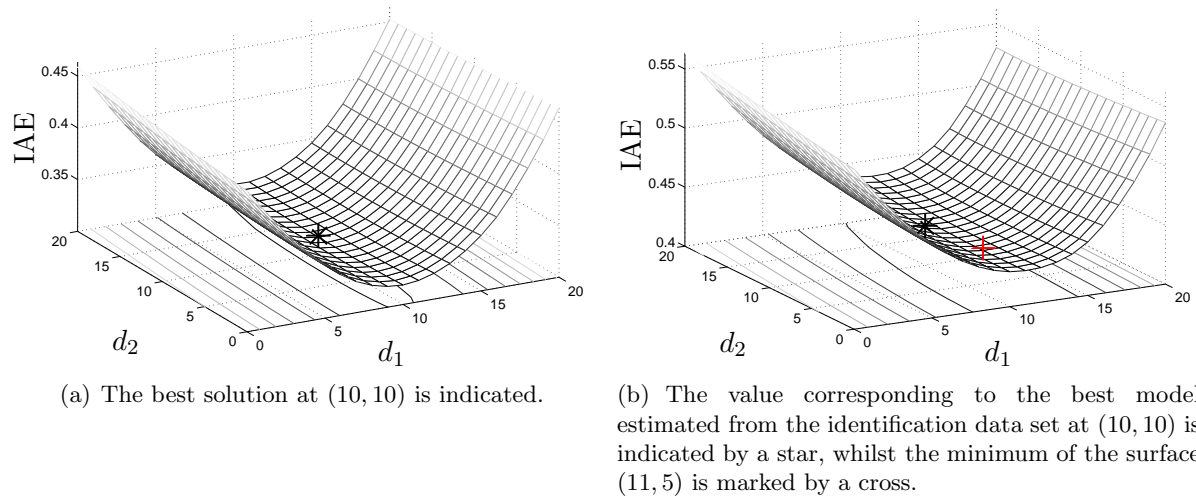 0.45
0.4
0.35
IAE
20
15
10
5
0
d₂
0
5
10
15
20
d₁
(a) The best solution at (10, 10) is indicated.
0.55
0.5
0.45
0.4
IAE
20
15
10
5
0
d₂
0
5
10
15
20
d₁
(b) The value corresponding to the best model
estimated from the identification data set at (10, 10) is
indicated by a star, whilst the minimum of the surface
(11, 5) is marked by a cross.